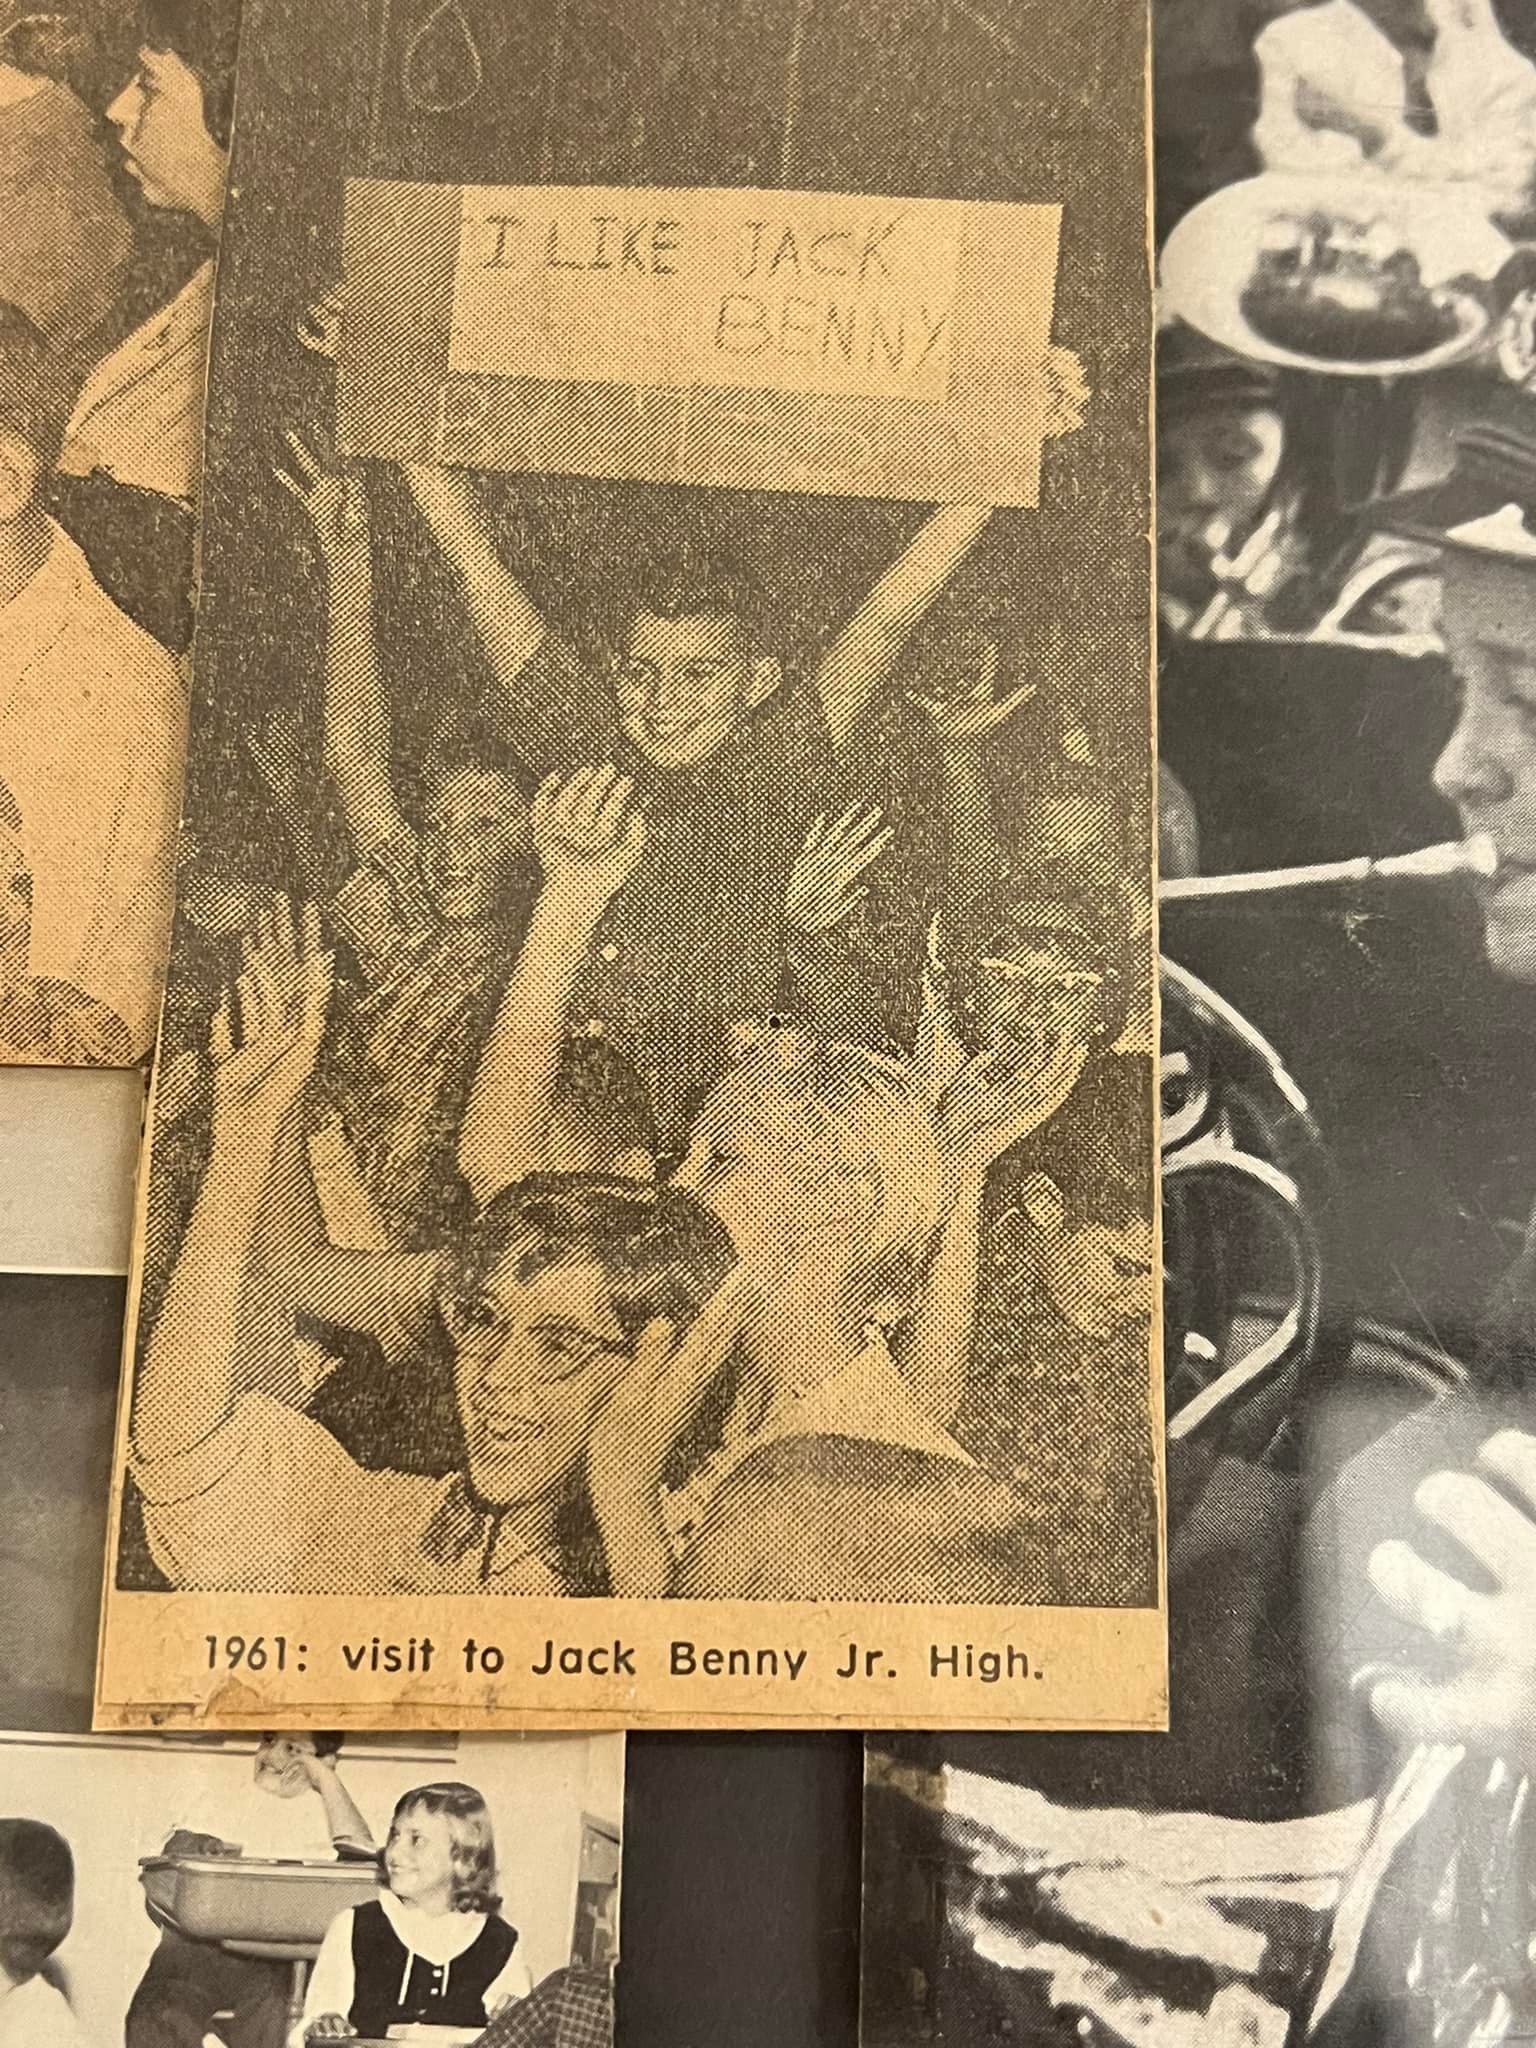 I LIKE JACK
BENNY
1961: visit to Jack Benny Jr. High.